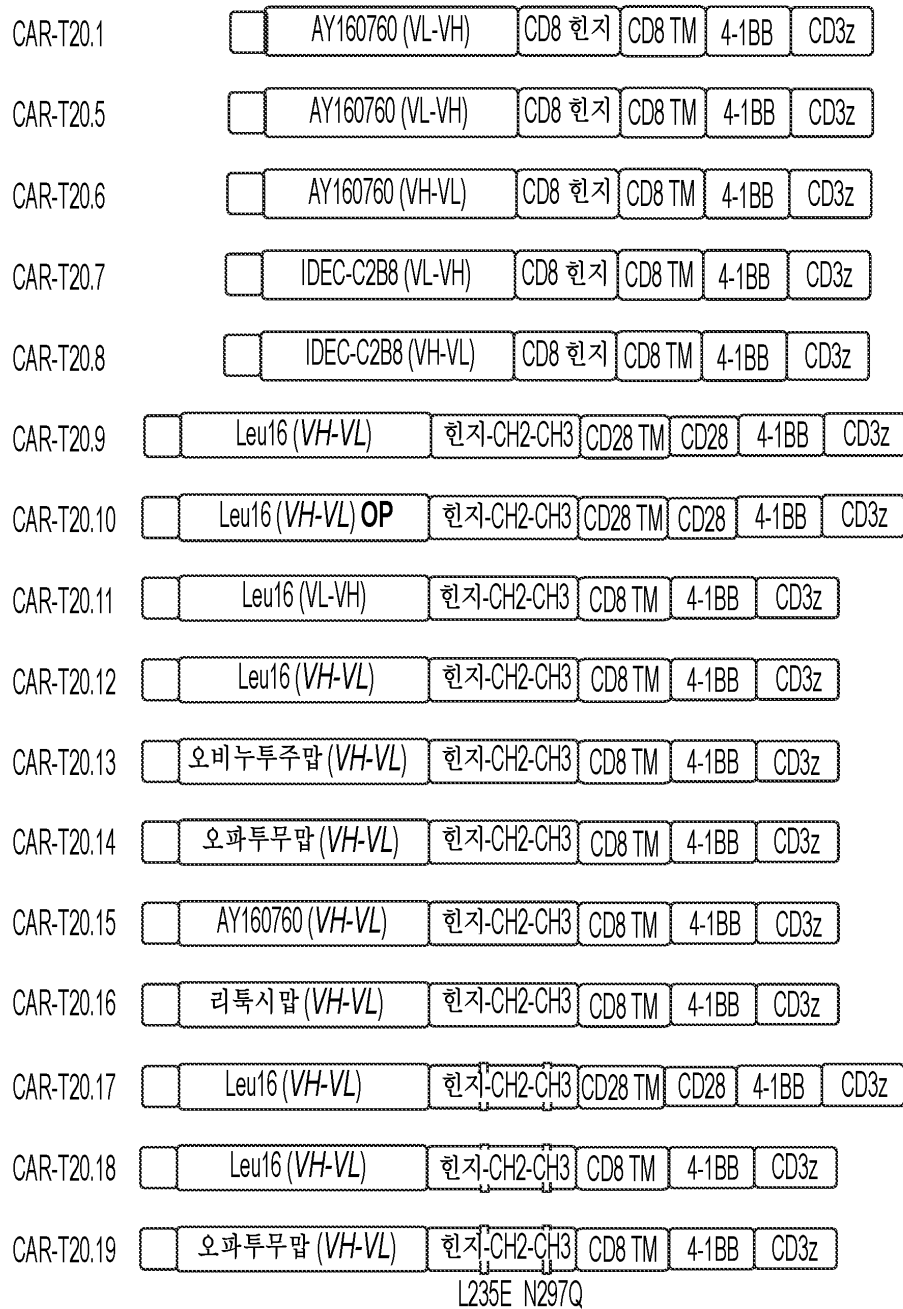 CAR-T20.1 AY160760 (VL-VH) CD8 힌지 CD8 TM 4-1BB CD3z
CAR-T20.5 AY160760 (VL-VH) CD8 힌지 CD8 TM 4-1BB CD3z
CAR-T20.6 AY160760 (VH-VL) CD8 힌지 CD8 TM 4-1BB CD3z
CAR-T20.7 IDEC-C2B8 (VL-VH) CD8 힌지 CD8 TM 4-1BB CD3z
CAR-T20.8 IDEC-C2B8 (VH-VL) CD8 힌지 CD8 TM 4-1BB CD3z
CAR-T20.9 Leu16 (VH-VL) 힌지-CH2-CH3 CD28 TM CD28 4-1BB CD3z
CAR-T20.10 Leu16 (VH-VL) OP 힌지-CH2-CH3 CD28 TM CD28 4-1BB CD3z
CAR-T20.11 Leu16 (VL-VH) 힌지-CH2-CH3 CD8 TM 4-1BB CD3z
CAR-T20.12 Leu16 (VH-VL) 힌지-CH2-CH3 CD8 TM 4-1BB CD3z
CAR-T20.13 오비누투주맙 (VH-VL) 힌지-CH2-CH3 CD8 TM 4-1BB CD3z
CAR-T20.14 오파투무맙 (VH-VL) 힌지-CH2-CH3 CD8 TM 4-1BB CD3z
CAR-T20.15 AY160760 (VH-VL) 힌지-CH2-CH3 CD8 TM 4-1BB CD3z
CAR-T20.16 리툭시맙 (VH-VL) 힌지-CH2-CH3 CD8 TM 4-1BB CD3z
CAR-T20.17 Leu16 (VH-VL) 힌지-CH2-CH3 CD28 TM CD28 4-1BB CD3z
CAR-T20.18 Leu16 (VH-VL) 힌지-CH2-CH3 CD8 TM 4-1BB CD3z
CAR-T20.19 오파투무맙 (VH-VL) 힌지-CH2-CH3 CD8 TM 4-1BB CD3z
L235E N297Q